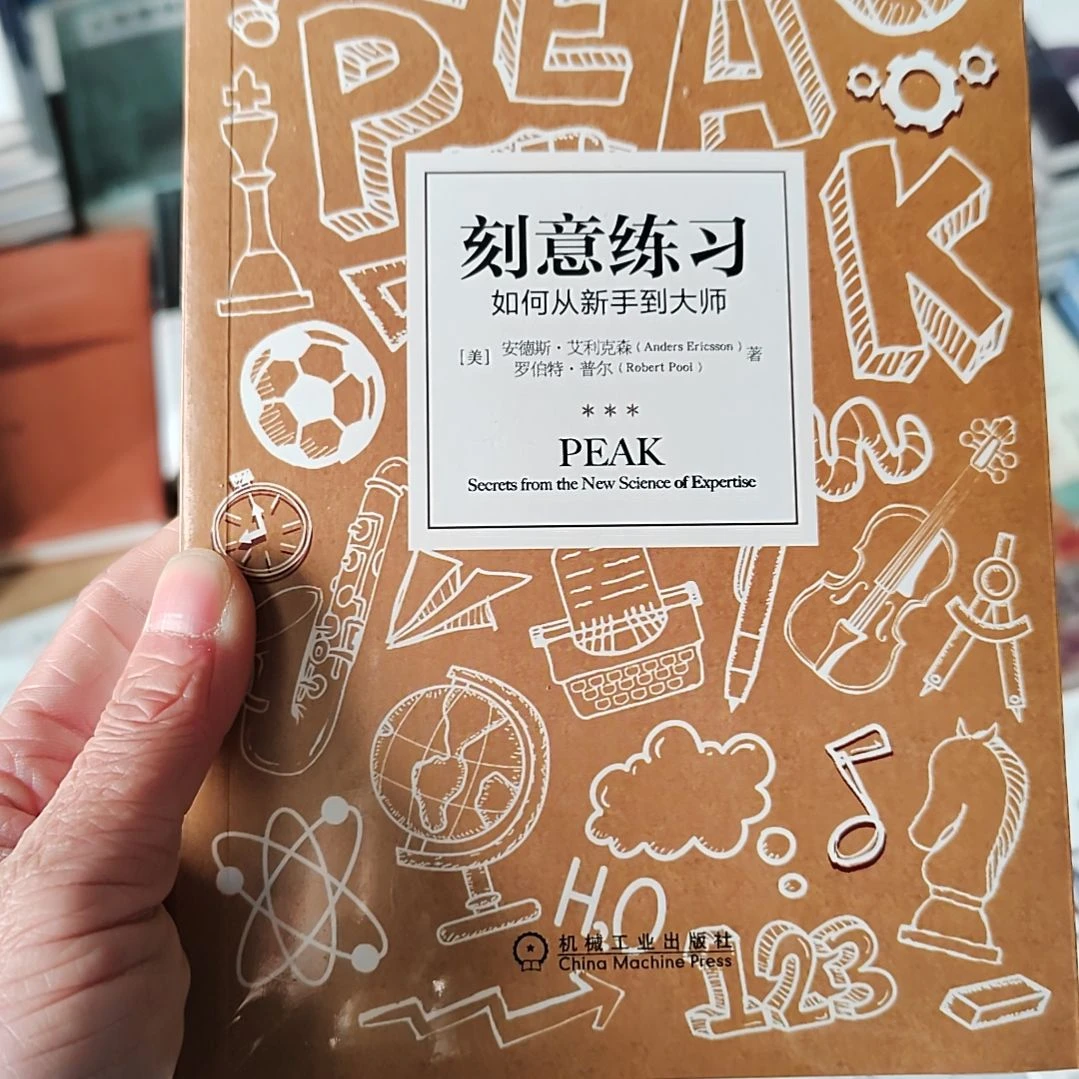 PEAK
刻意练习
如何从新手到大师
[美] 安德斯·艾利克森（Anders Ericsson）
罗伯特·普尔（Robert Pool）著
***
PEAK
Secrets from the New Science of Expertise
H₂O
机械工业出版社
China Machine Press
123